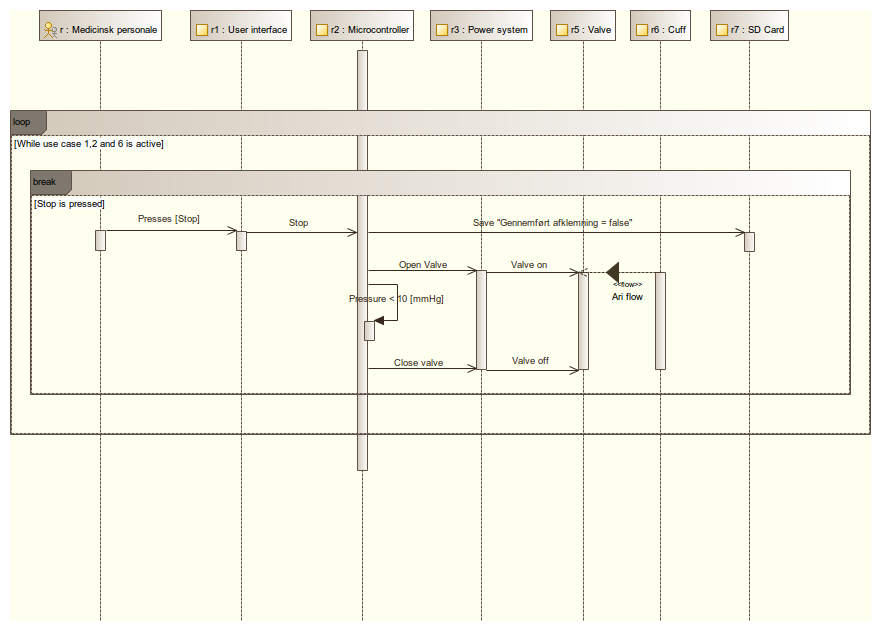 r : Medicinsk personale
r1 : User interface
r2 : Microcontroller
r3 : Power system
r5 : Valve
r6 : Cuff
r7 : SD Card
loop
[While use case 1,2 and 6 is active]
break
[Stop is pressed]
Presses [Stop]
Stop
Save "Gennemført afklemning = false"
Open Valve
Valve on
<<flow>>
Ari flow
Pressure < 10 [mmHg]
Close valve
Valve off